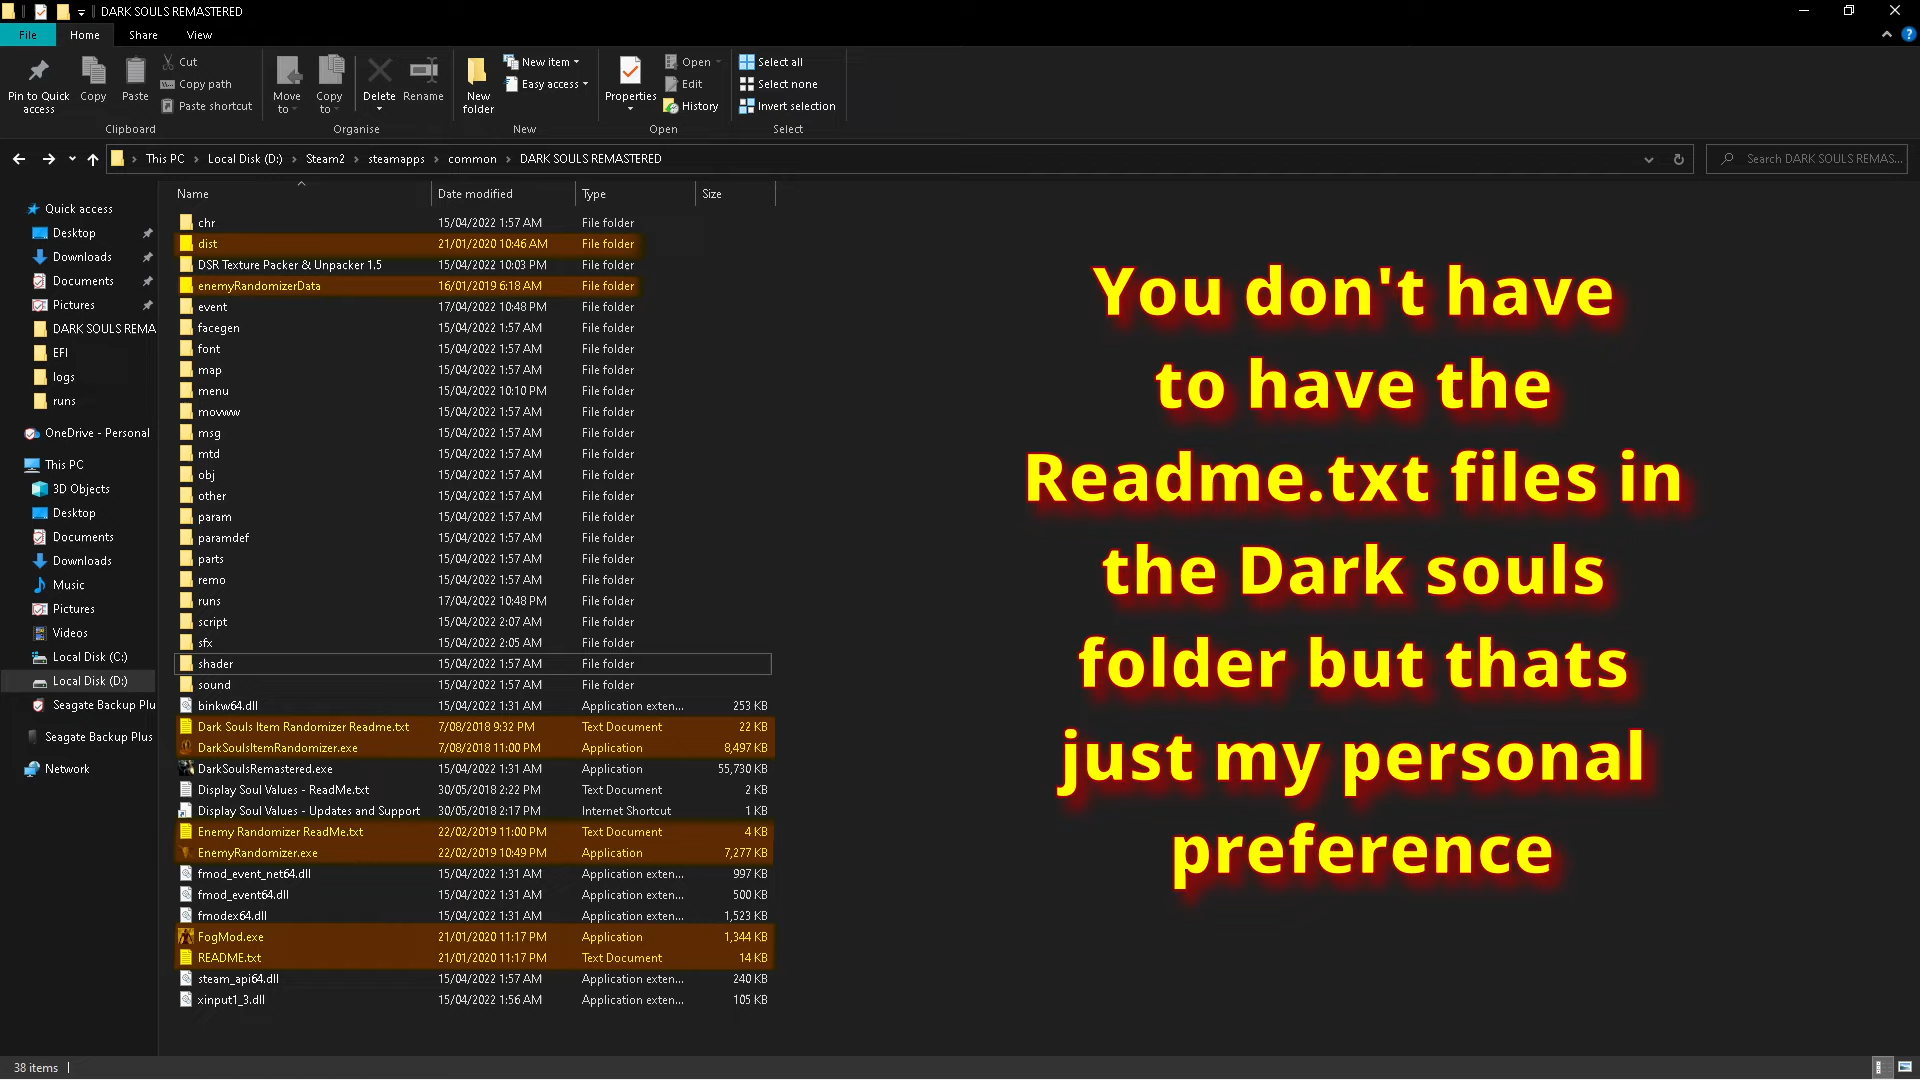 DARK SOULS REMASTERED
File Home Share View
Pin to Quick access
Copy
Paste
Cut
Copy path
Paste shortcut
Move to
Copy to
Delete
Rename
New folder
New item
Easy access
Properties
Open
Edit
History
Select all
Select none
Invert selection
Clipboard Organise New Open Select
This PC Local Disk (D:) Steam2 steamapps common DARK SOULS REMASTERED
Search DARK SOULS REMAS...
Quick access
Desktop
Downloads
Documents
Pictures
DARK SOULS REMA
EFI
logs
runs
OneDrive - Personal
This PC
3D Objects
Desktop
Documents
Downloads
Music
Pictures
Videos
Local Disk (C:)
Local Disk (D:)
Seagate Backup Plu
Seagate Backup Plus
Network
Name Date modified Type Size
chr 15/04/2022 1:57 AM File folder
dist 21/01/2020 10:46 AM File folder
DSR Texture Packer & Unpacker 1.5 15/04/2022 10:03 PM File folder
enemyRandomizerData 16/01/2019 6:18 AM File folder
event 17/04/2022 10:48 PM File folder
facegen 15/04/2022 1:57 AM File folder
font 15/04/2022 1:57 AM File folder
map 15/04/2022 1:57 AM File folder
menu 15/04/2022 10:10 PM File folder
movww 15/04/2022 1:57 AM File folder
msg 15/04/2022 1:57 AM File folder
mtd 15/04/2022 1:57 AM File folder
obj 15/04/2022 1:57 AM File folder
other 15/04/2022 1:57 AM File folder
param 15/04/2022 1:57 AM File folder
paramdef 15/04/2022 1:57 AM File folder
parts 15/04/2022 1:57 AM File folder
remo 15/04/2022 1:57 AM File folder
runs 17/04/2022 10:48 PM File folder
script 15/04/2022 2:07 AM File folder
sfx 15/04/2022 2:05 AM File folder
shader 15/04/2022 1:57 AM File folder
sound 15/04/2022 1:57 AM File folder
binkw64.dll 15/04/2022 1:31 AM Application exten... 253 KB
Dark Souls Item Randomizer Readme.txt 7/08/2018 9:32 PM Text Document 22 KB
DarkSoulsItemRandomizer.exe 7/08/2018 11:00 PM Application 8,497 KB
DarkSoulsRemastered.exe 15/04/2022 1:31 AM Application 55,730 KB
Display Soul Values - ReadMe.txt 30/05/2018 2:22 PM Text Document 2 KB
Display Soul Values - Updates and Support 30/05/2018 2:17 PM Internet Shortcut 1 KB
Enemy Randomizer ReadMe.txt 22/02/2019 11:00 PM Text Document 4 KB
EnemyRandomizer.exe 22/02/2019 10:49 PM Application 7,277 KB
fmod_event_net64.dll 15/04/2022 1:31 AM Application exten... 997 KB
fmod_event64.dll 15/04/2022 1:31 AM Application exten... 500 KB
fmodex64.dll 15/04/2022 1:31 AM Application exten... 1,523 KB
FogMod.exe 21/01/2020 11:17 PM Application 1,344 KB
README.txt 21/01/2020 11:17 PM Text Document 14 KB
steam_api64.dll 15/04/2022 1:57 AM Application exten... 240 KB
xinput1_3.dll 15/04/2022 1:56 AM Application exten... 105 KB
You don't have
to have the
Readme.txt files in
the Dark souls
folder but thats
just my personal
preference
38 items